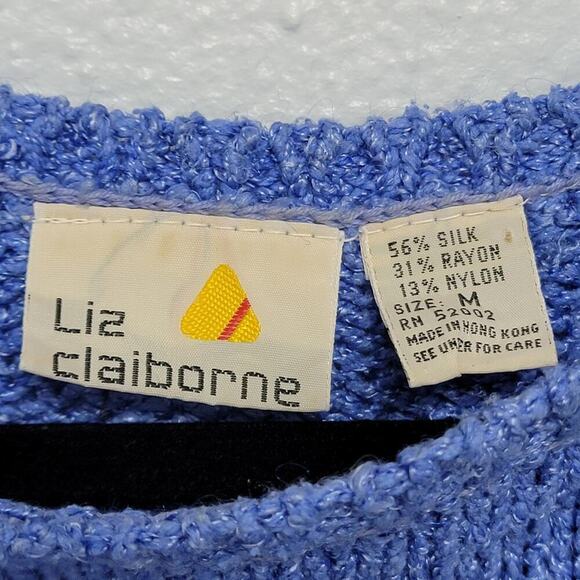 Liz
claiborne
56% SILK
31% RAYON
13% NYLON
SIZE: M
RN 52002
MADE IN HONG KONG
SEE UNDER FOR CARE